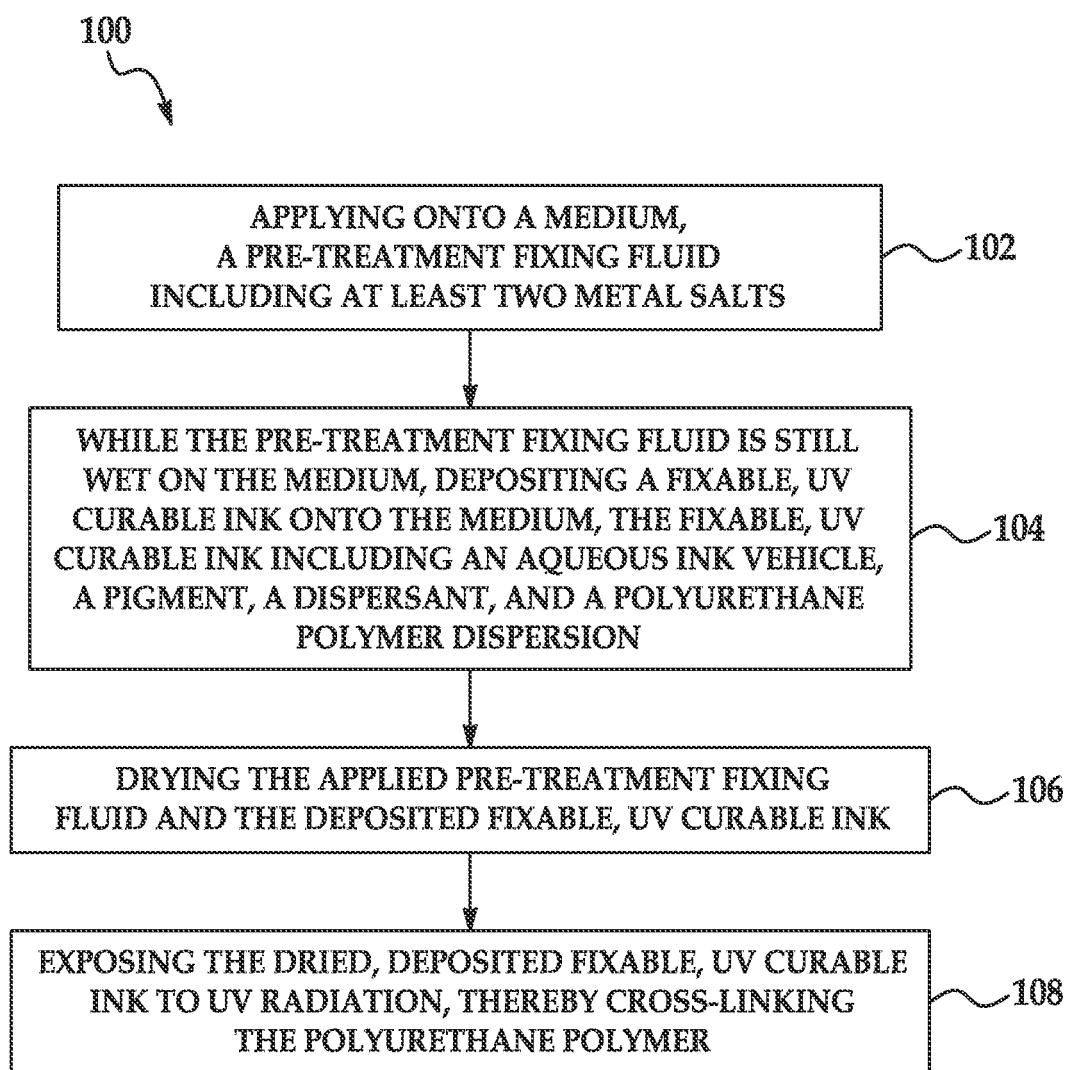 100
APPLYING ONTO A MEDIUM,
A PRE-TREATMENT FIXING FLUID
INCLUDING AT LEAST TWO METAL SALTS
102
WHILE THE PRE-TREATMENT FIXING FLUID IS STILL
WET ON THE MEDIUM, DEPOSITING A FIXABLE, UV
CURABLE INK ONTO THE MEDIUM, THE FIXABLE, UV
CURABLE INK INCLUDING AN AQUEOUS INK VEHICLE,
A PIGMENT, A DISPERSANT, AND A POLYURETHANE
POLYMER DISPERSION
104
DRYING THE APPLIED PRE-TREATMENT FIXING
FLUID AND THE DEPOSITED FIXABLE, UV CURABLE INK
106
EXPOSING THE DRIED, DEPOSITED FIXABLE, UV CURABLE
INK TO UV RADIATION, THEREBY CROSS-LINKING
THE POLYURETHANE POLYMER
108